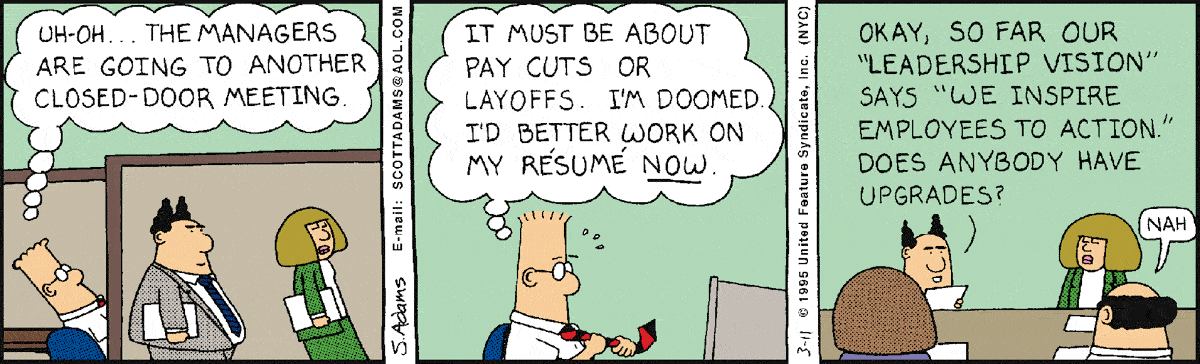 UH-OH... THE MANAGERS
ARE GOING TO ANOTHER
CLOSED-DOOR MEETING.
S.Adams E-mail: SCOTTADAMS@AOL.COM
IT MUST BE ABOUT
PAY CUTS OR
LAYOFFS. I'M DOOMED.
I'D BETTER WORK ON
MY RÉSUMÉ NOW.
3-11 © 1995 United Feature Syndicate, Inc. (NYC)
OKAY, SO FAR OUR
"LEADERSHIP VISION"
SAYS "WE INSPIRE
EMPLOYEES TO ACTION."
DOES ANYBODY HAVE
UPGRADES?
NAH